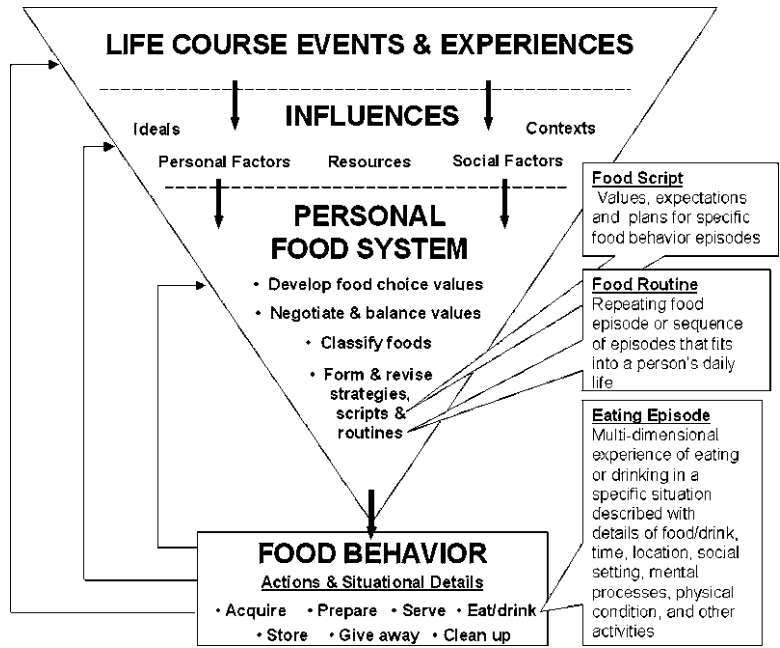 LIFE COURSE EVENTS & EXPERIENCES
INFLUENCES
Ideals
Contexts
Personal Factors
Resources
Social Factors
PERSONAL
FOOD SYSTEM
• Develop food choice values
• Negotiate & balance values
• Classify foods
• Form & revise
strategies,
scripts &
routines
Food Script
Values, expectations
and plans for specific
food behavior episodes
Food Routine
Repeating food
episode or sequence
of episodes that fits
into a person's daily
life
Eating Episode
Multi-dimensional
experience of eating
or drinking in a
specific situation
described with
details of food/drink,
time, location, social
setting, mental
processes, physical
condition, and other
activities
FOOD BEHAVIOR
Actions & Situational Details
• Acquire • Prepare • Serve • Eat/drink
• Store • Give away • Clean up